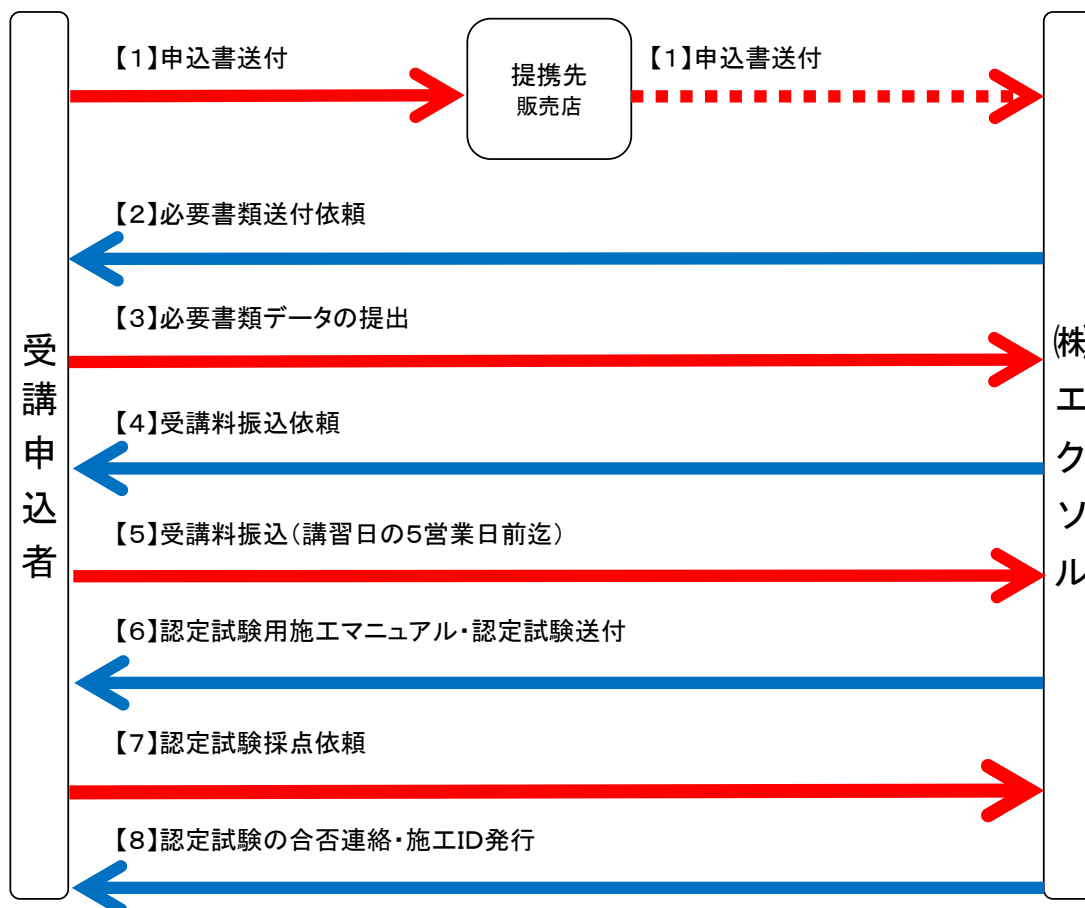 【1】申込書送付
提携先
販売店
【1】申込書送付
【2】必要書類送付依頼
【3】必要書類データの提出
【4】受講料振込依頼
【5】受講料振込(講習日の5営業日前迄)
【6】認定試験用施工マニュアル・認定試験送付
【7】認定試験採点依頼
【8】認定試験の合否連絡・施工ID発行
受講申込者
㈱エクソル